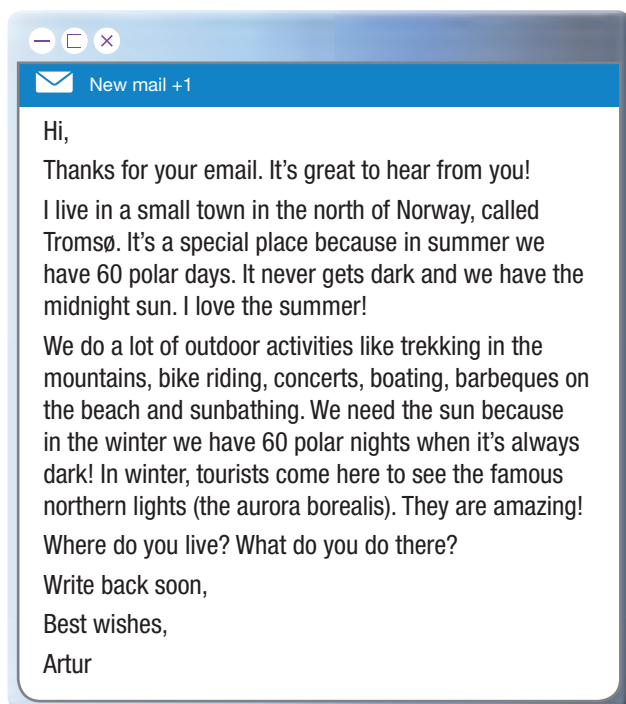 New mail +1
Hi,
Thanks for your email. It's great to hear from you!
I live in a small town in the north of Norway, called
Tromsø. It's a special place because in summer we
have 60 polar days. It never gets dark and we have the
midnight sun. I love the summer!
We do a lot of outdoor activities like trekking in the
mountains, bike riding, concerts, boating, barbeques on
the beach and sunbathing. We need the sun because
in the winter we have 60 polar nights when it's always
dark! In winter, tourists come here to see the famous
northern lights (the aurora borealis). They are amazing!
Where do you live? What do you do there?
Write back soon,
Best wishes,
Artur